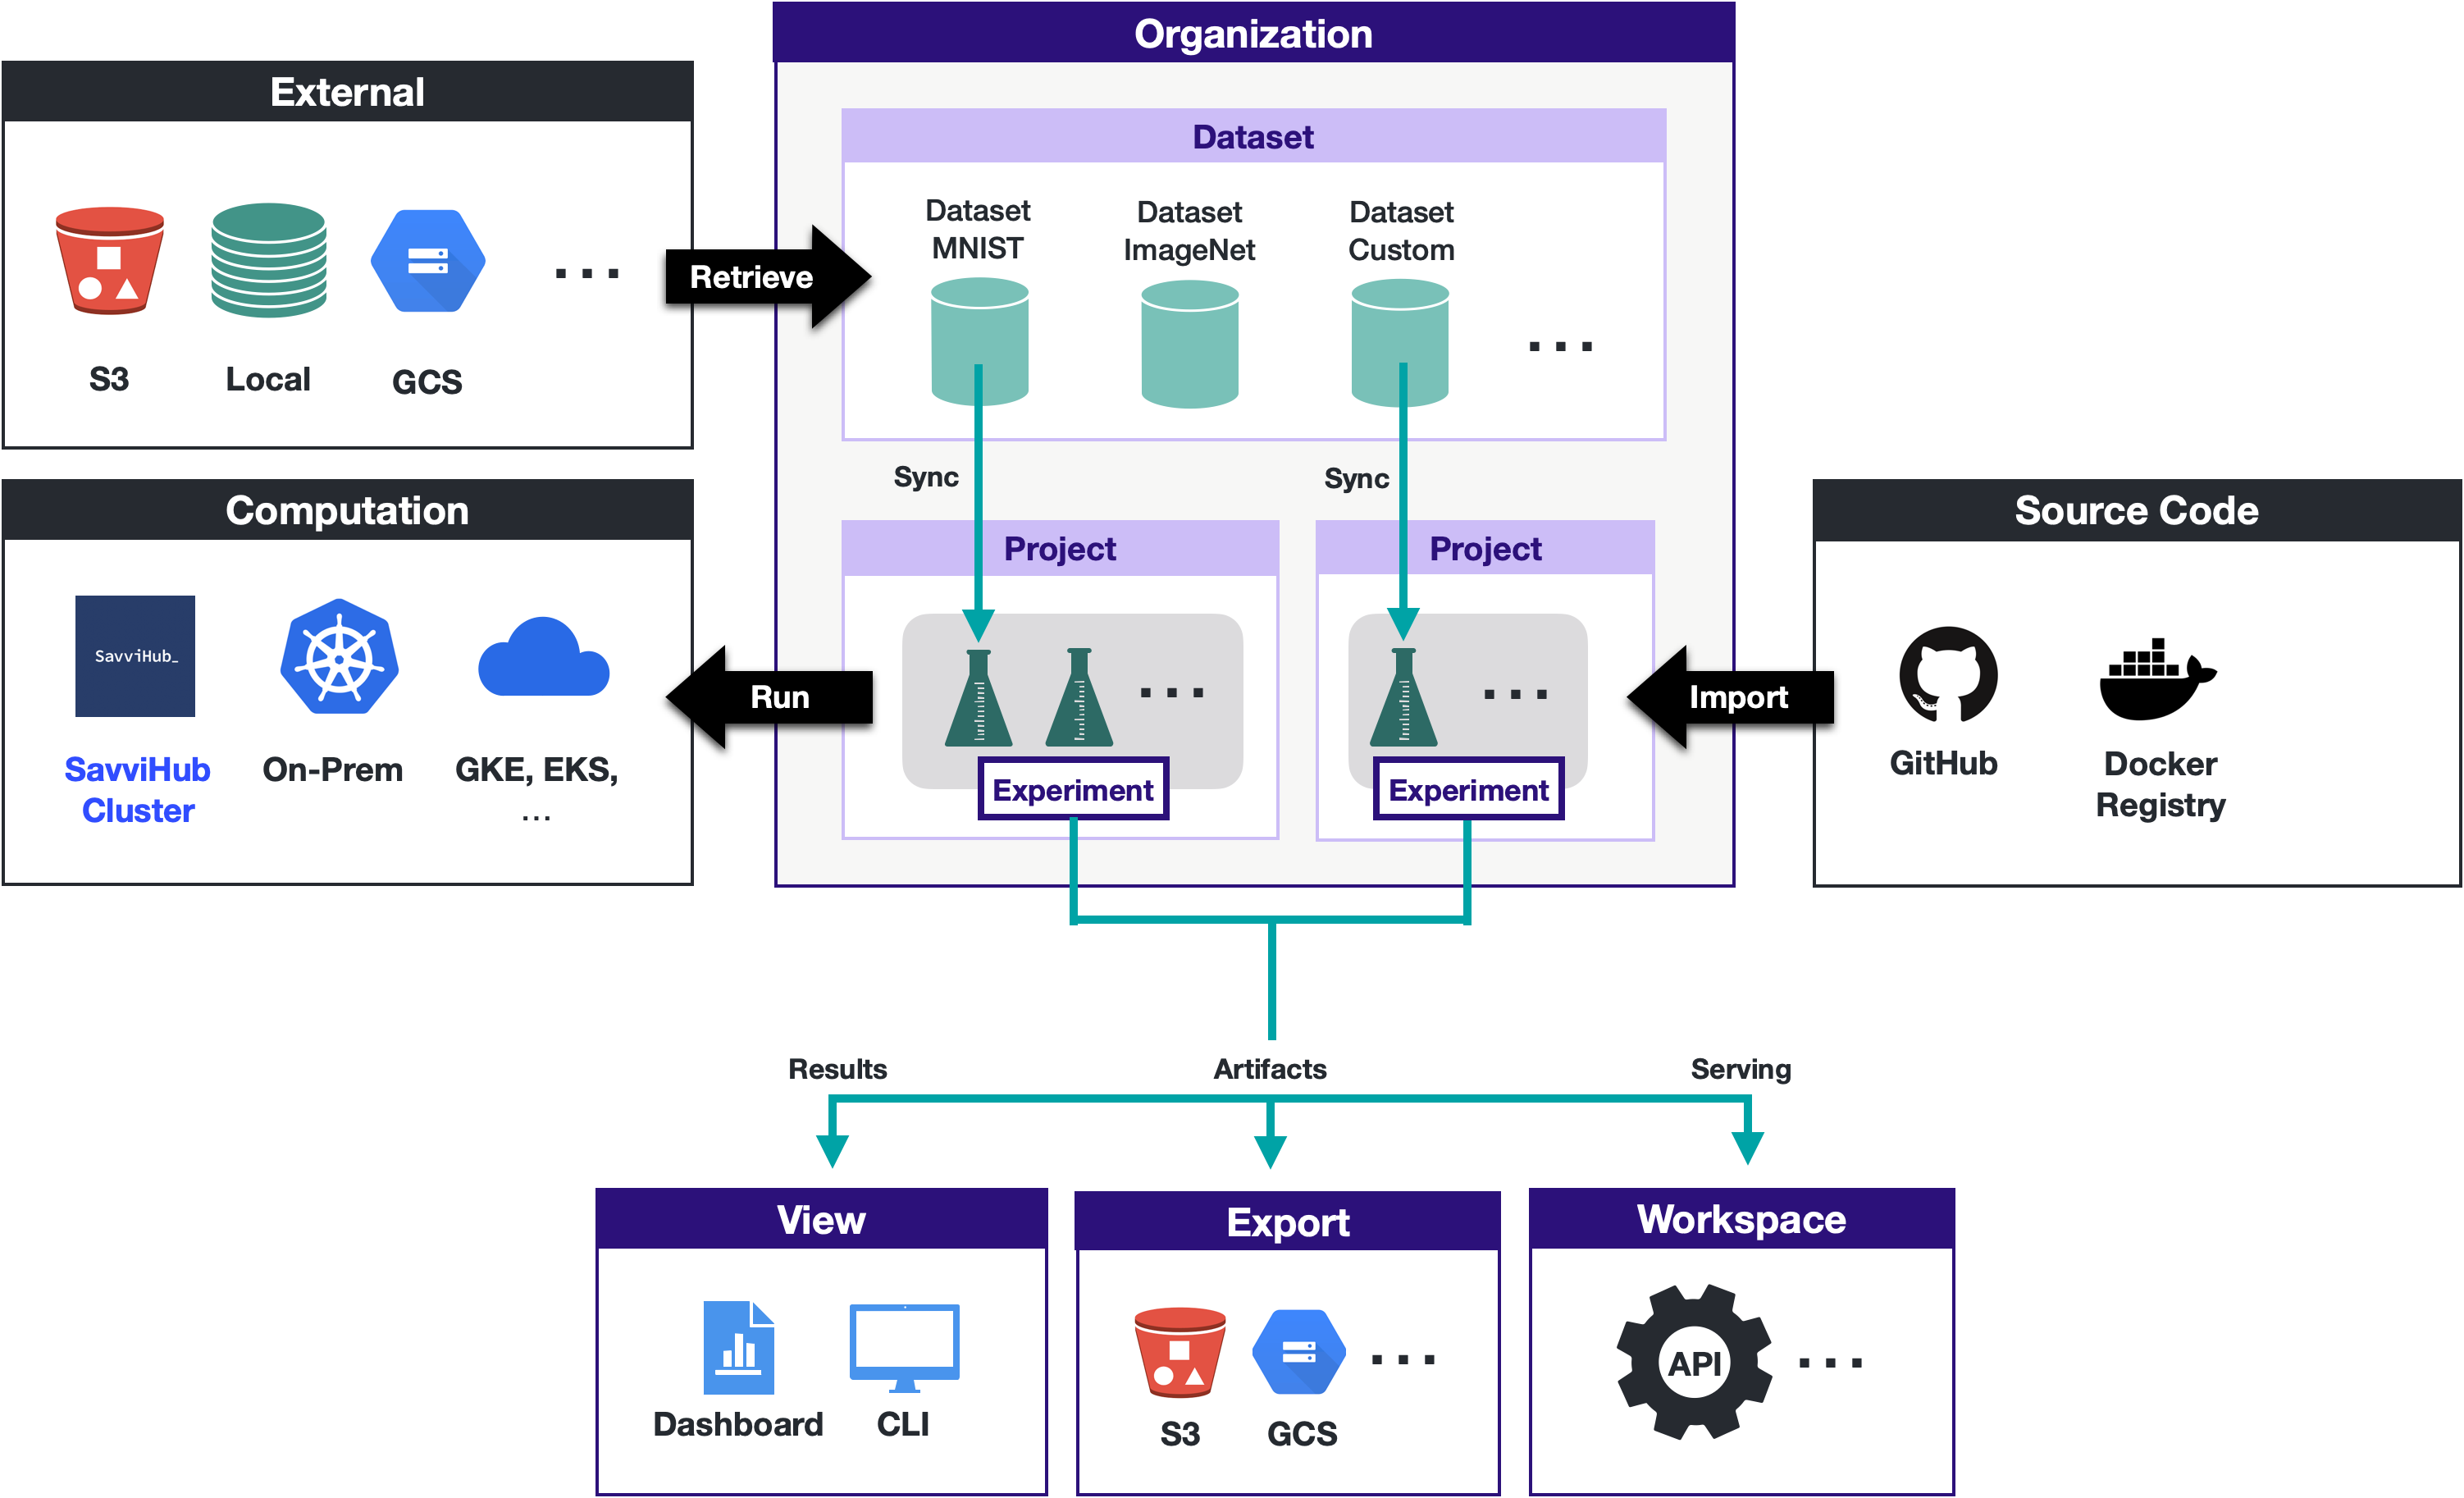 Organization
External
Dataset
Dataset
MNIST
Dataset
ImageNet
Dataset
Custom
...
S3
Local
GCS
...
Retrieve
Sync
Sync
Computation
SavviHub_
SavviHub
Cluster
On-Prem
GKE, EKS,
...
Run
Project
...
Experiment
Project
...
Experiment
Import
Source Code
GitHub
Docker
Registry
Results
Artifacts
Serving
View
Dashboard
CLI
Export
S3
GCS
...
Workspace
API
...